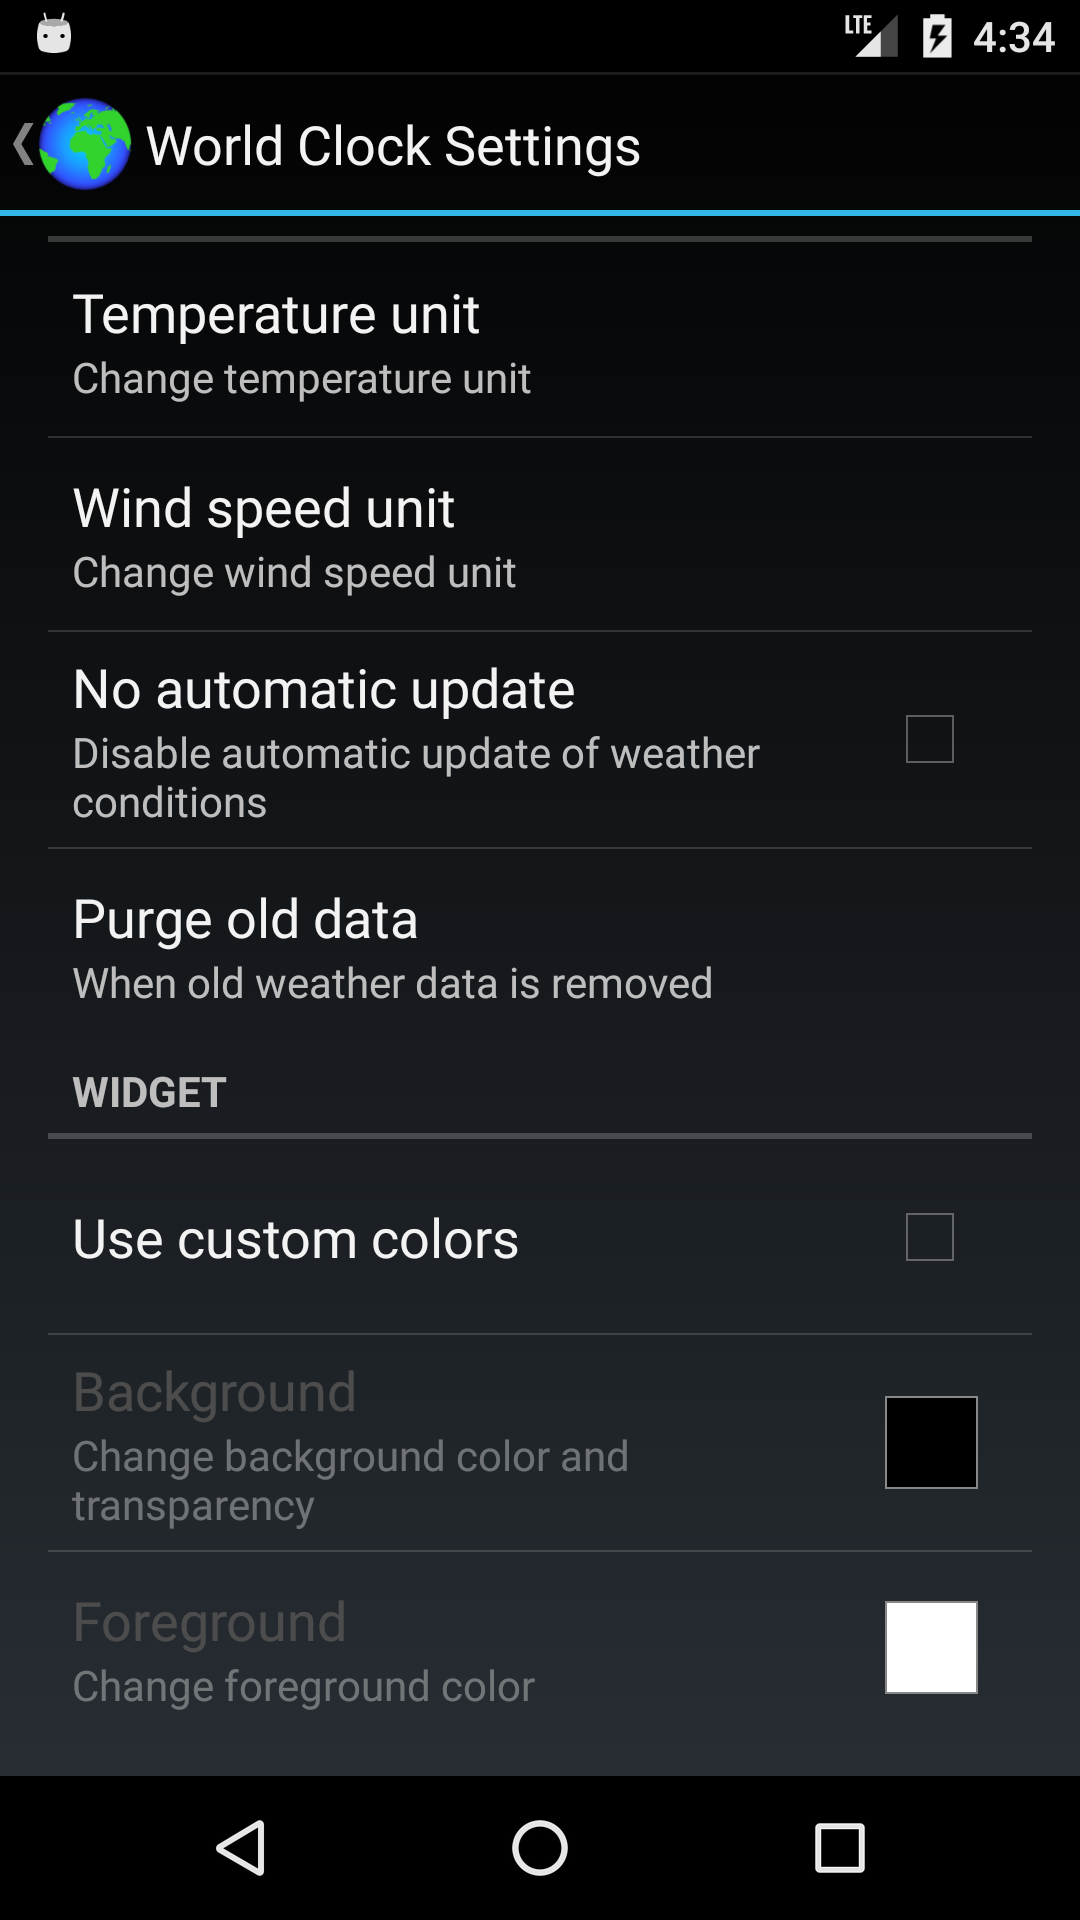 LTE 4:34
World Clock Settings
Temperature unit
Change temperature unit
Wind speed unit
Change wind speed unit
No automatic update
Disable automatic update of weather
conditions
Purge old data
When old weather data is removed
WIDGET
Use custom colors
Background
Change background color and
transparency
Foreground
Change foreground color